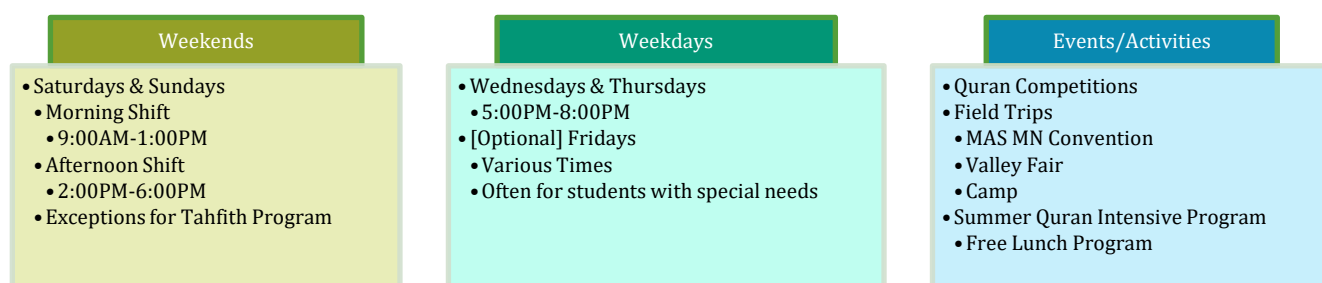 Weekends
• Saturdays & Sundays
• Morning Shift
• 9:00AM-1:00PM
• Afternoon Shift
• 2:00PM-6:00PM
• Exceptions for Tahfith Program
Weekdays
• Wednesdays & Thursdays
• 5:00PM-8:00PM
• [Optional] Fridays
• Various Times
• Often for students with special needs
Events/Activities
• Quran Competitions
• Field Trips
• MAS MN Convention
• Valley Fair
• Camp
• Summer Quran Intensive Program
• Free Lunch Program